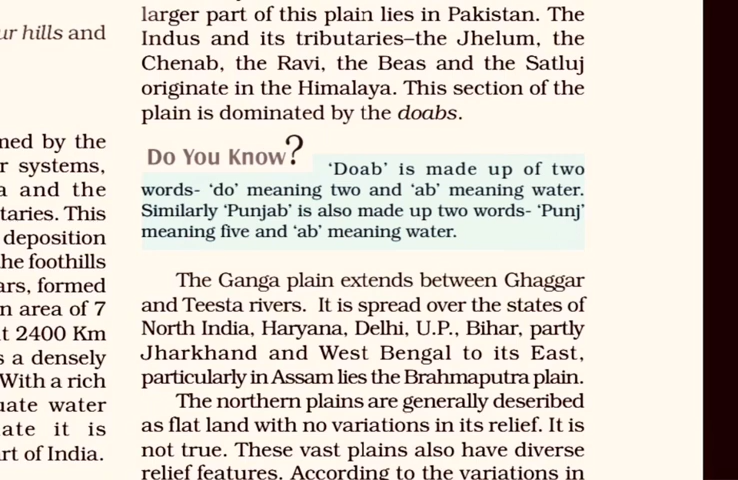 ur hills and
med by the
r systems,
a and the
taries. This
deposition
he foothills
ars, formed
n area of 7
t 2400 Km
s a densely
With a rich
uate water
ate it is
rt of India.
larger part of this plain lies in Pakistan. The
Indus and its tributaries–the Jhelum, the
Chenab, the Ravi, the Beas and the Satluj
originate in the Himalaya. This section of the
plain is dominated by the doabs.
Do You Know?
'Doab' is made up of two
words- 'do' meaning two and 'ab' meaning water.
Similarly 'Punjab' is also made up two words- 'Punj'
meaning five and 'ab' meaning water.
The Ganga plain extends between Ghaggar
and Teesta rivers. It is spread over the states of
North India, Haryana, Delhi, U.P., Bihar, partly
Jharkhand and West Bengal to its East,
particularly in Assam lies the Brahmaputra plain.
The northern plains are generally deseribed
as flat land with no variations in its relief. It is
not true. These vast plains also have diverse
relief features. According to the variations in